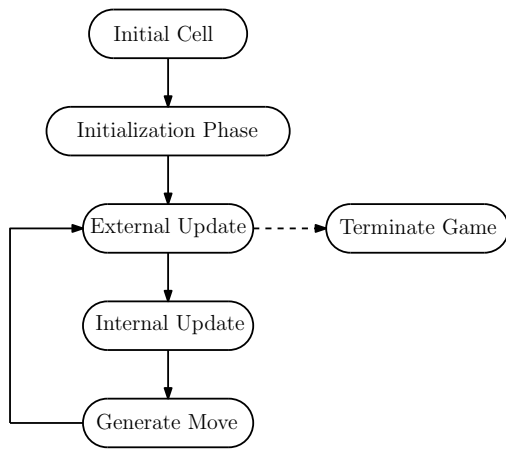 Initial Cell
Initialization Phase
External Update
Terminate Game
Internal Update
Generate Move